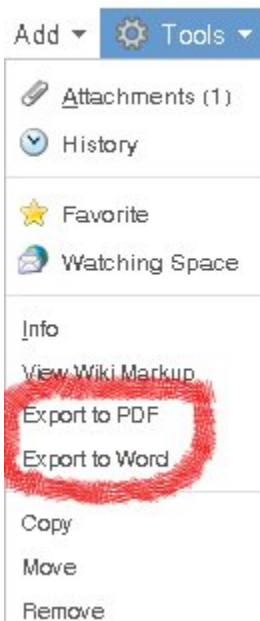 Add Tools
Attachments (1)
History
Favorite
Watching Space
Info
View Wiki Markup
Export to PDF
Export to Word
Copy
Move
Remove